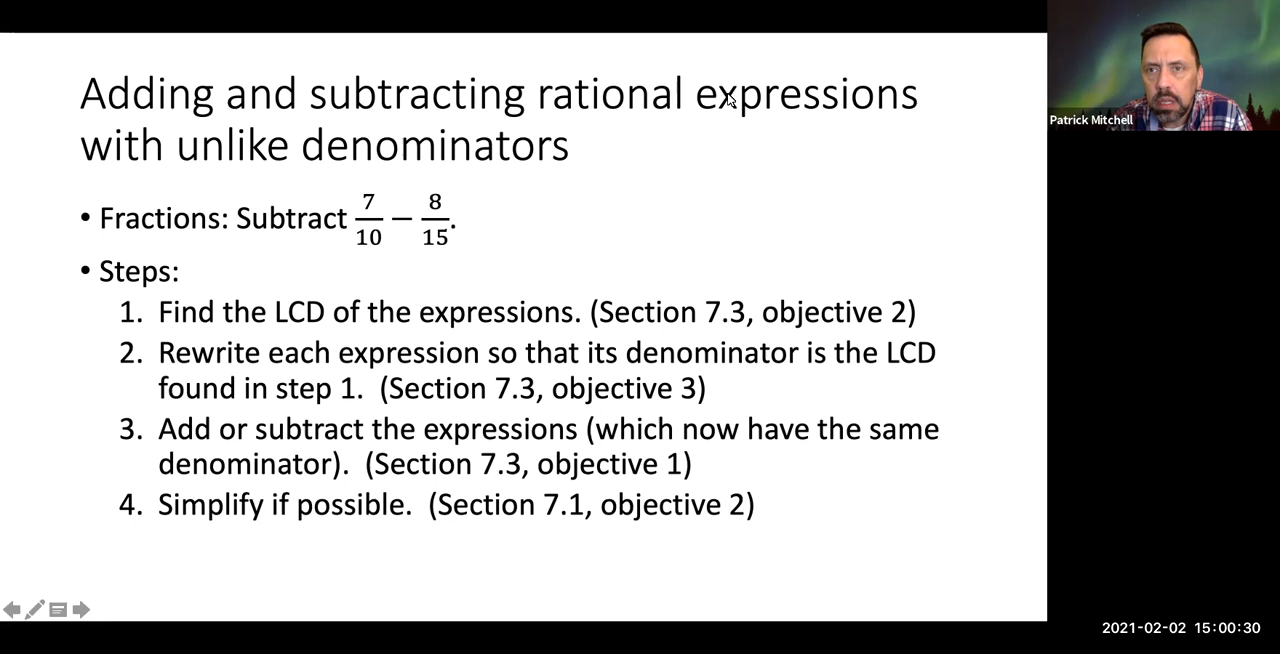 Adding and subtracting rational expressions
with unlike denominators
• Fractions: Subtract 7/10 − 8/15.
• Steps:
1. Find the LCD of the expressions. (Section 7.3, objective 2)
2. Rewrite each expression so that its denominator is the LCD
found in step 1. (Section 7.3, objective 3)
3. Add or subtract the expressions (which now have the same
denominator). (Section 7.3, objective 1)
4. Simplify if possible. (Section 7.1, objective 2)
Patrick Mitchell
2021-02-02 15:00:30